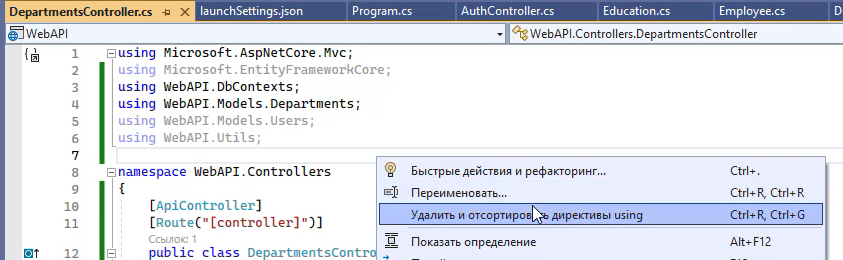 DepartmentsController.cs
launchSettings.json
Program.cs
AuthController.cs
Education.cs
Employee.cs
WebAPI
WebAPI.Controllers.DepartmentsController
1 using Microsoft.AspNetCore.Mvc;
2 using Microsoft.EntityFrameworkCore;
3 using WebAPI.DbContexts;
4 using WebAPI.Models.Departments;
5 using WebAPI.Models.Users;
6 using WebAPI.Utils;
7
8 namespace WebAPI.Controllers
9 {
10 [ApiController]
11 [Route("[controller]")]
Ссылок: 1
12 public class DepartmentsContro
Быстрые действия и рефакторинг... Ctrl+.
Переименовать... Ctrl+R, Ctrl+R
Удалить и отсортировать директивы using Ctrl+R, Ctrl+G
Показать определение Alt+F12